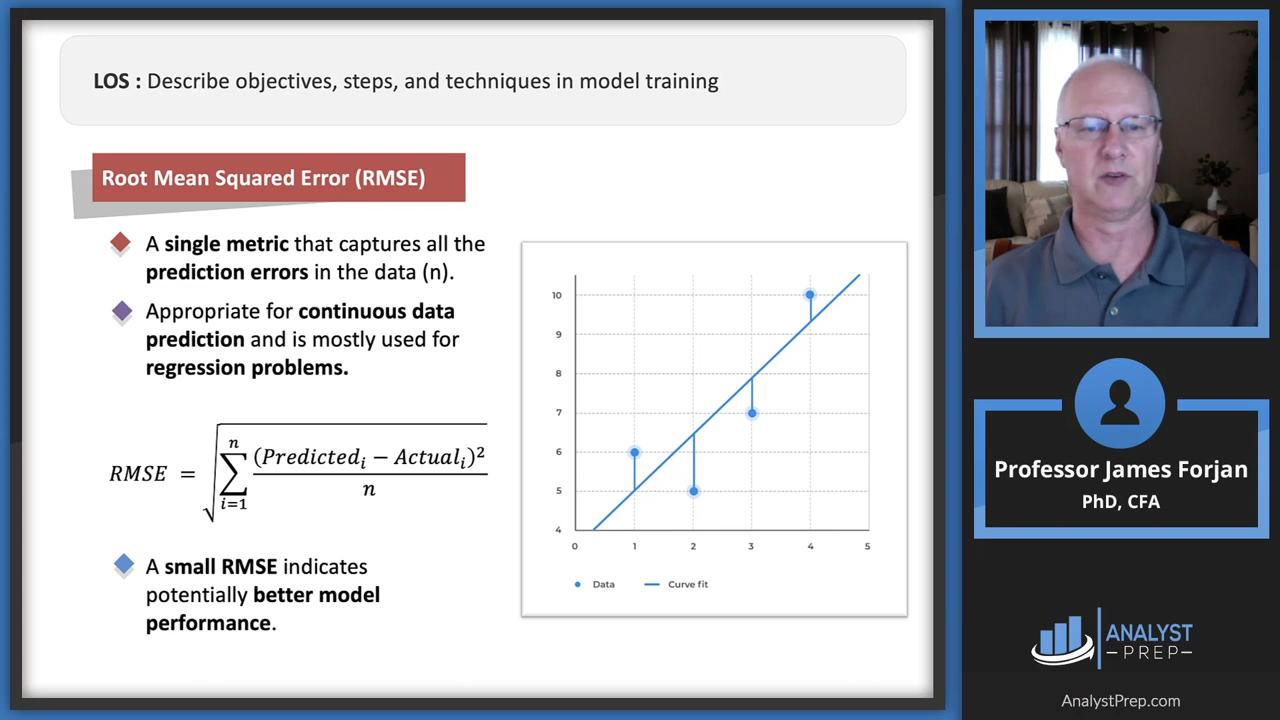 LOS : Describe objectives, steps, and techniques in model training
Root Mean Squared Error (RMSE)
A single metric that captures all the
prediction errors in the data (n).
Appropriate for continuous data
prediction and is mostly used for
regression problems.
RMSE = √∑ⁿᵢ₌₁ (Predictedᵢ − Actualᵢ)² / n
A small RMSE indicates
potentially better model
performance.
10
9
8
7
6
5
4
0 1 2 3 4 5
Data Curve fit
Professor James Forjan
PhD, CFA
ANALYST
PREP
AnalystPrep.com